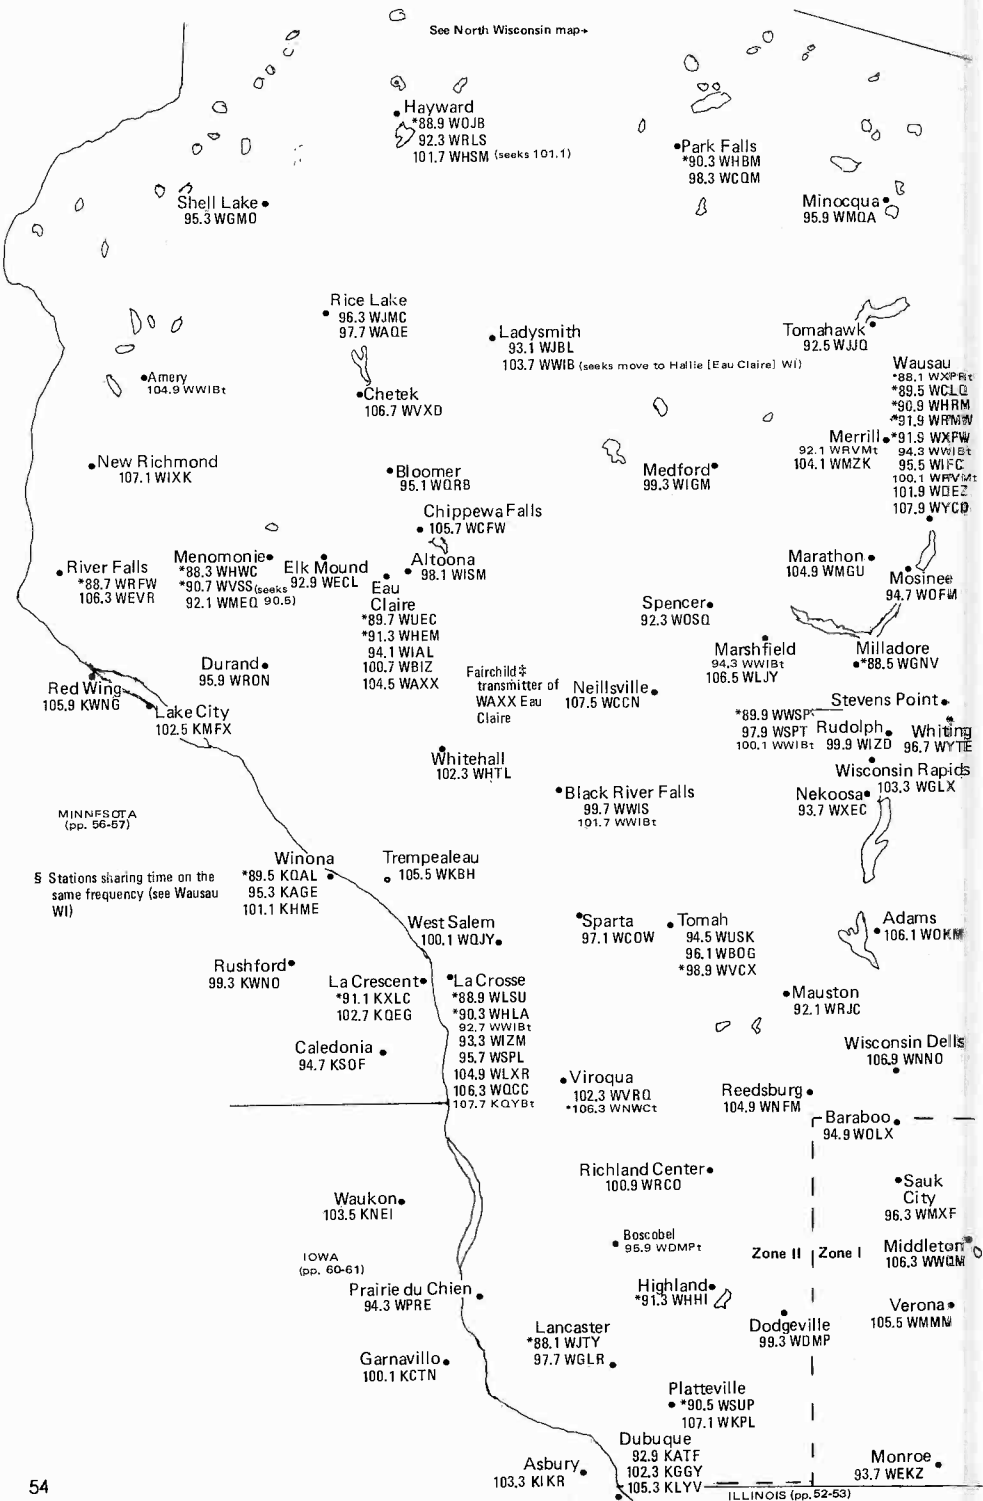 See North Wisconsin map→
Hayward
*88.9 WOJB
92.3 WRLS
101.7 WHSM (seeks 101.1)
Park Falls
*90.3 WHBM
98.3 WCQM
Shell Lake
95.3 WGMO
Minocqua
95.9 WMQA
Rice Lake
96.3 WJMC
97.7 WAQE
Ladysmith
93.1 WJBL
103.7 WWIB (seeks move to Hallie [Eau Claire] WI)
Tomahawk
92.5 WJJQ
Amery
104.9 WWIBt
Chetek
106.7 WVXD
Wausau
*88.1 WXPRt
*89.5 WCLQ
*90.9 WHRM
*91.9 WRMW
*91.9 WXPW
94.3 WWIBt
95.5 WIFC
100.1 WRVMt
101.9 WDEZ
107.9 WYCO
Merrill
92.1 WRVMt
104.1 WMZK
New Richmond
107.1 WIXK
Bloomer
95.1 WQRB
Medford
99.3 WIGM
Chippewa Falls
105.7 WCFW
River Falls
*88.7 WRFW
106.3 WEVR
Menomonie
*88.3 WHWC
*90.7 WVSS (seeks
92.1 WMEQ 90.5)
Elk Mound
92.9 WECL
Altoona
98.1 WISM
Eau
Claire
*89.7 WUEC
*91.3 WHEM
94.1 WIAL
100.7 WBIZ
104.5 WAXX
Marathon
104.9 WMGU
Mosinee
94.7 WOFM
Spencer
92.3 WOSQ
Marshfield
94.3 WWIBt
106.5 WLJY
Milladore
*88.5 WGNV
Durand
95.9 WRDN
Red Wing
105.9 KWNG
Lake City
102.5 KMFX
Fairchild‡
transmitter of
WAXX Eau
Claire
Neillsville
107.5 WCCN
Stevens Point
*89.9 WWSP
97.9 WSPT
100.1 WWIBt
Rudolph
99.9 WIZD
Whiting
96.7 WYTE
Whitehall
102.3 WHTL
Wisconsin Rapids
103.3 WGLX
Black River Falls
99.7 WWIS
101.7 WWIBt
Nekoosa
93.7 WXEC
MINNESOTA
(pp. 56-57)
§ Stations sharing time on the
same frequency (see Wausau
WI)
Winona
*89.5 KQAL
95.3 KAGE
101.1 KHME
Trempealeau
105.5 WKBH
West Salem
100.1 WQJY
Sparta
97.1 WCOW
Tomah
94.5 WUSK
96.1 WBOG
*98.9 WVCX
Adams
106.1 WOKM
Rushford
99.3 KWNO
La Crescent
*91.1 KXLC
102.7 KQEG
La Crosse
*88.9 WLSU
*90.3 WHLA
92.7 WWIBt
93.3 WIZM
95.7 WSPL
104.9 WLXR
106.3 WQCC
107.7 KQYBt
Mauston
92.1 WRJC
Caledonia
94.7 KSOF
Wisconsin Dells
106.9 WNNO
Viroqua
102.3 WVRQ
*106.3 WNWCt
Reedsburg
104.9 WNFM
Baraboo
94.9 WOLX
Richland Center
100.9 WRCO
Sauk
City
96.3 WMXF
Waukon
103.5 KNEI
Boscobel
95.9 WDMPt
Zone II Zone I
Middleton
106.3 WWQM
IOWA
(pp. 60-61)
Prairie du Chien
94.3 WPRE
Highland
*91.3 WHHI
Verona
105.5 WMMM
Dodgeville
99.3 WDMP
Lancaster
*88.1 WJTY
97.7 WGLR
Garnavillo
100.1 KCTN
Platteville
*90.5 WSUP
107.1 WKPL
Dubuque
92.9 KATF
102.3 KGGY
105.3 KLYV
Asbury
103.3 KIKR
Monroe
93.7 WEKZ
54
ILLINOIS (pp. 52-53)